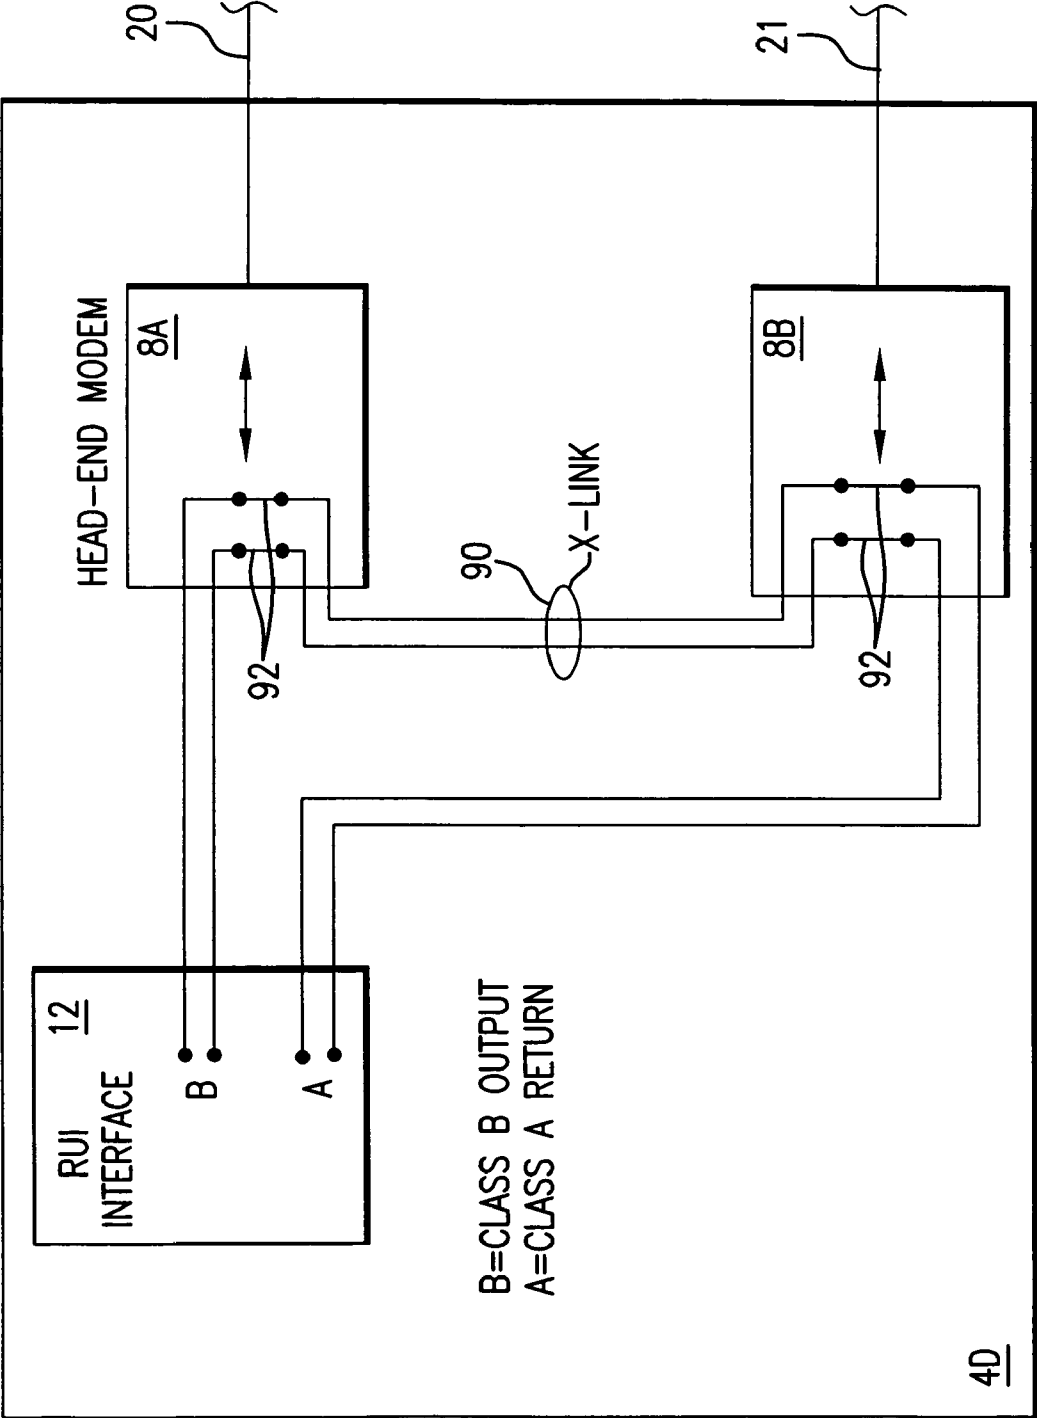 RUI
INTERFACE
12
B
A
B=CLASS B OUTPUT
A=CLASS A RETURN
HEAD-END MODEM
8A
92
90
X-LINK
8B
92
20
21
4D